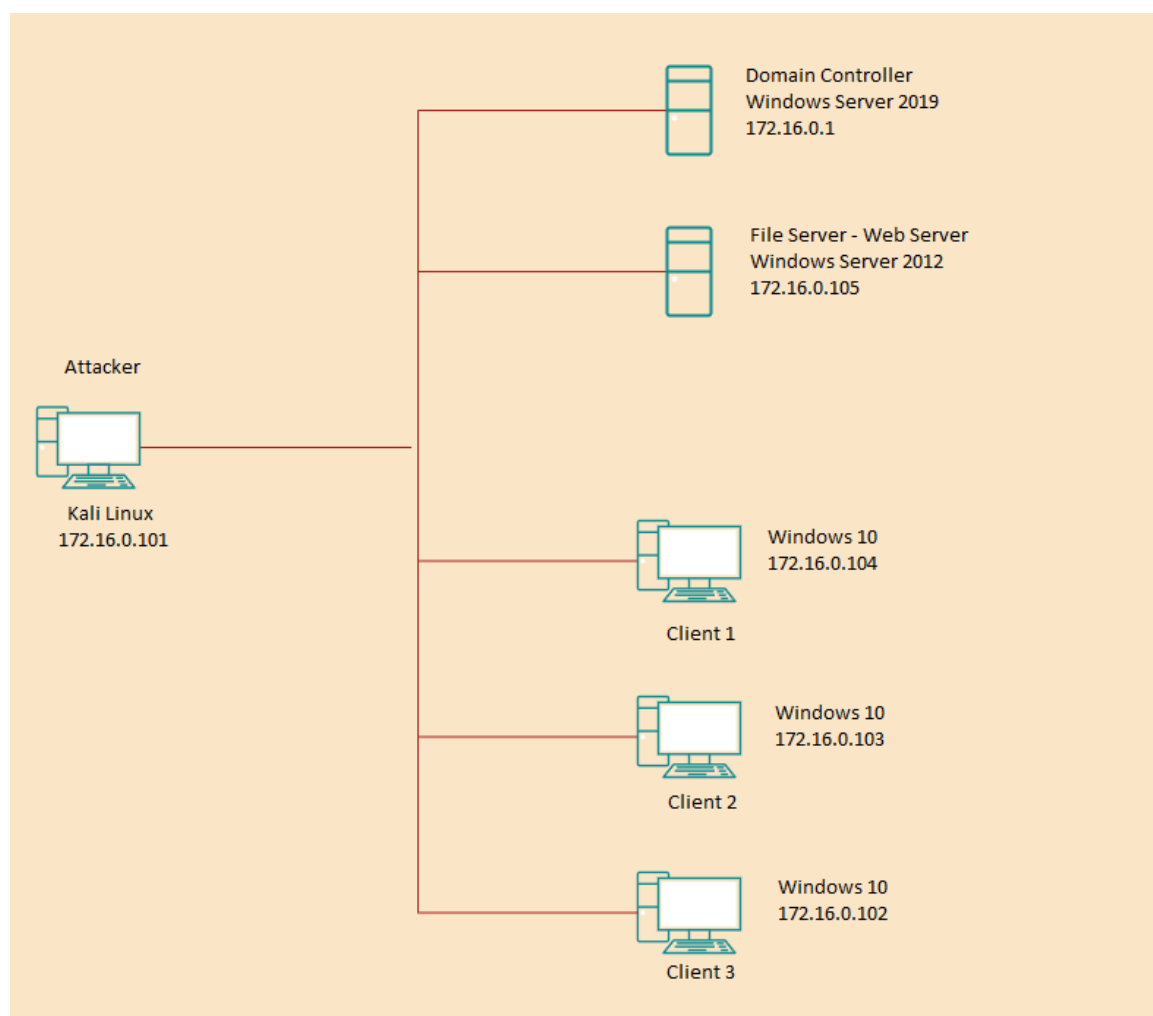 Domain Controller
Windows Server 2019
172.16.0.1
File Server - Web Server
Windows Server 2012
172.16.0.105
Attacker
Kali Linux
172.16.0.101
Windows 10
172.16.0.104
Client 1
Windows 10
172.16.0.103
Client 2
Windows 10
172.16.0.102
Client 3